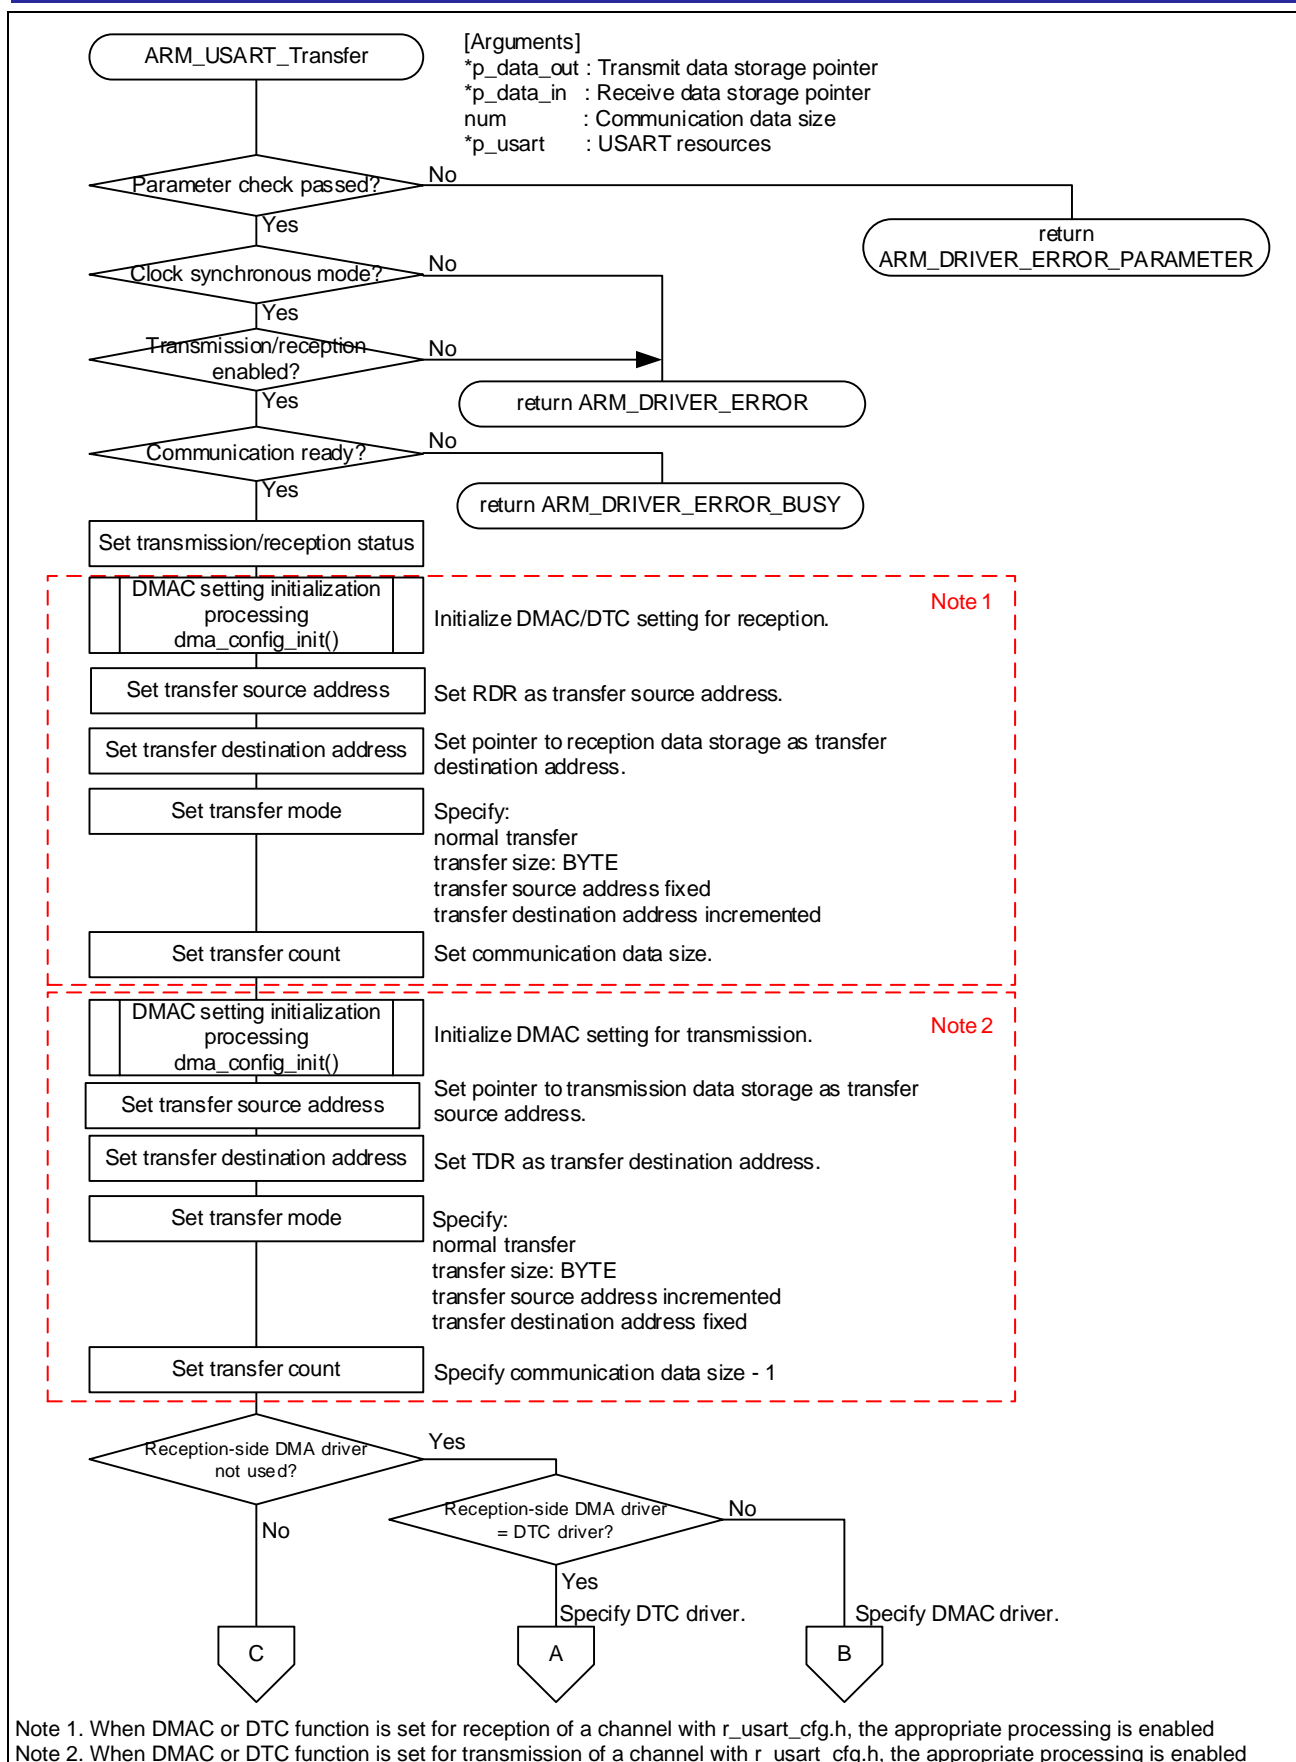 ARM_USART_Transfer
[Arguments]
*p_data_out : Transmit data storage pointer
*p_data_in : Receive data storage pointer
num : Communication data size
*p_usart : USART resources
Parameter check passed?
No
Yes
return
ARM_DRIVER_ERROR_PARAMETER
Clock synchronous mode?
No
Yes
Transmission/reception
enabled?
No
Yes
return ARM_DRIVER_ERROR
Communication ready?
No
Yes
return ARM_DRIVER_ERROR_BUSY
Set transmission/reception status
DMAC setting initialization
processing
dma_config_init()
Initialize DMAC/DTC setting for reception.
Note 1
Set transfer source address
Set RDR as transfer source address.
Set transfer destination address
Set pointer to reception data storage as transfer
destination address.
Set transfer mode
Specify:
normal transfer
transfer size: BYTE
transfer source address fixed
transfer destination address incremented
Set transfer count
Set communication data size.
DMAC setting initialization
processing
dma_config_init()
Initialize DMAC setting for transmission.
Note 2
Set transfer source address
Set pointer to transmission data storage as transfer
source address.
Set transfer destination address
Set TDR as transfer destination address.
Set transfer mode
Specify:
normal transfer
transfer size: BYTE
transfer source address incremented
transfer destination address fixed
Set transfer count
Specify communication data size - 1
Reception-side DMA driver
not used?
Yes
No
Reception-side DMA driver
= DTC driver?
No
Yes
Specify DTC driver.
Specify DMAC driver.
C
A
B
Note 1. When DMAC or DTC function is set for reception of a channel with r_usart_cfg.h, the appropriate processing is enabled
Note 2. When DMAC or DTC function is set for transmission of a channel with r_usart_cfg.h, the appropriate processing is enabled